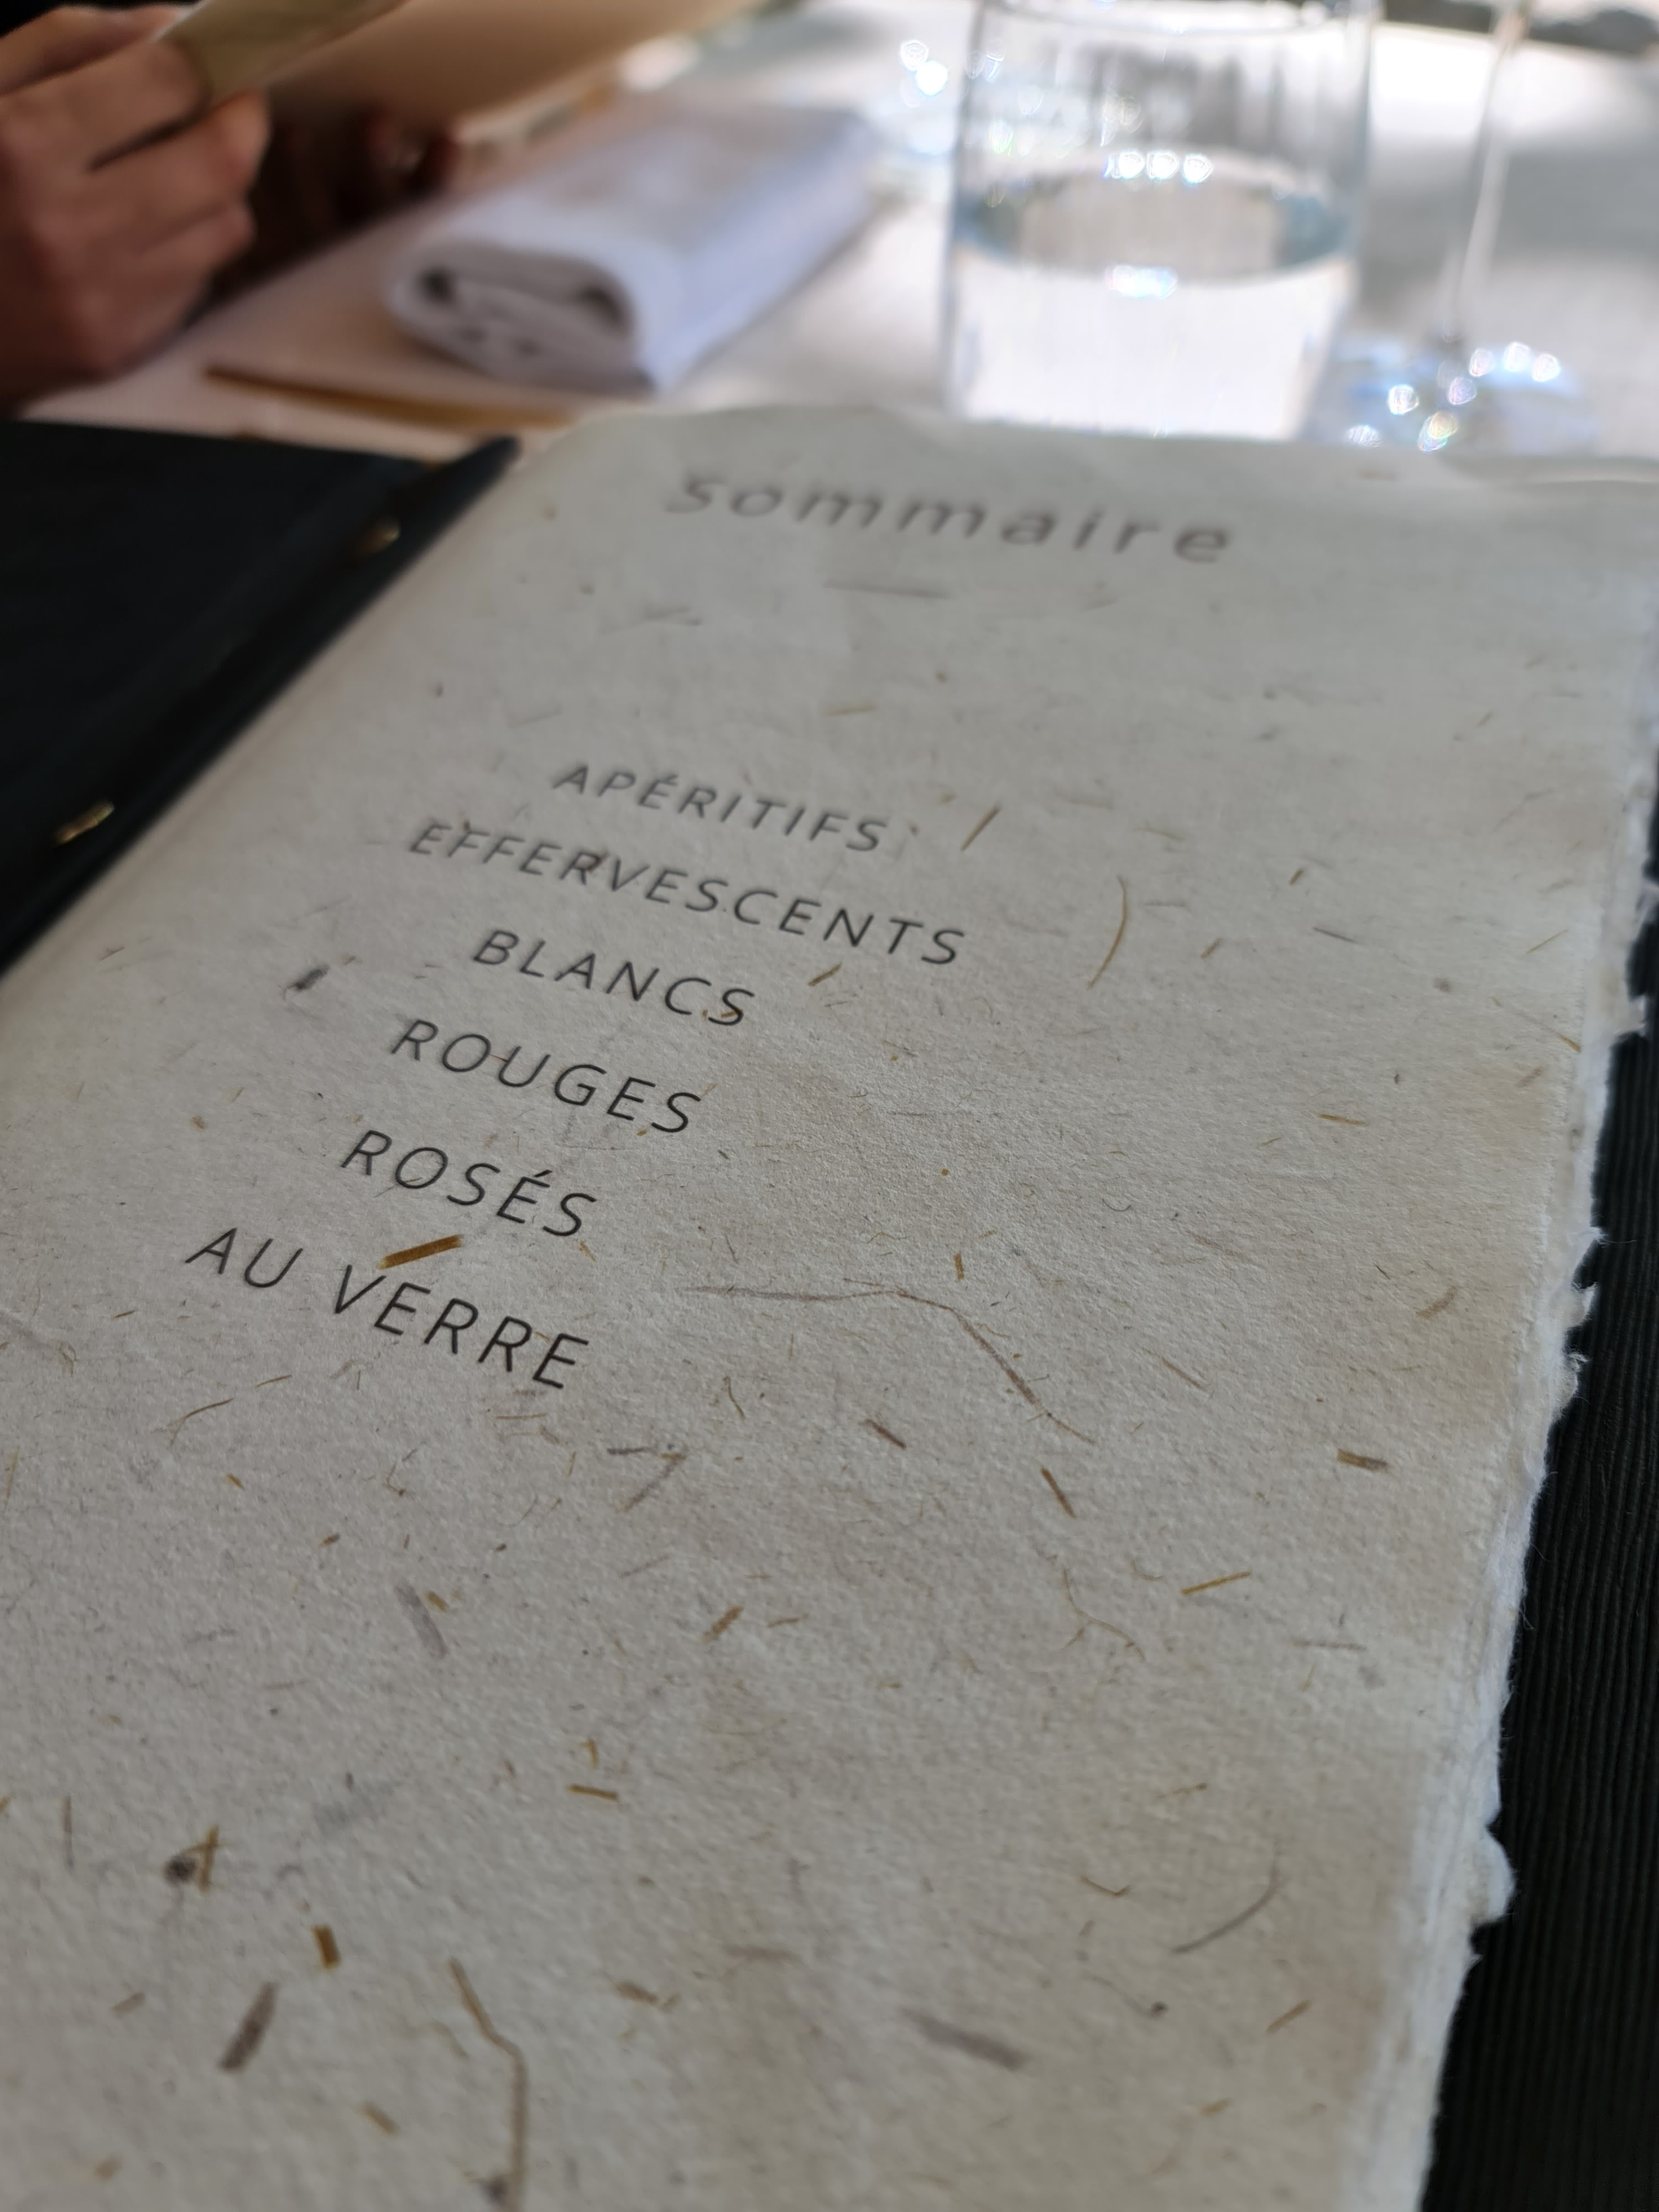 sommaire
APÉRITIFS
EFFERVESCENTS
BLANCS
ROUGES
ROSÉS
AU VERRE